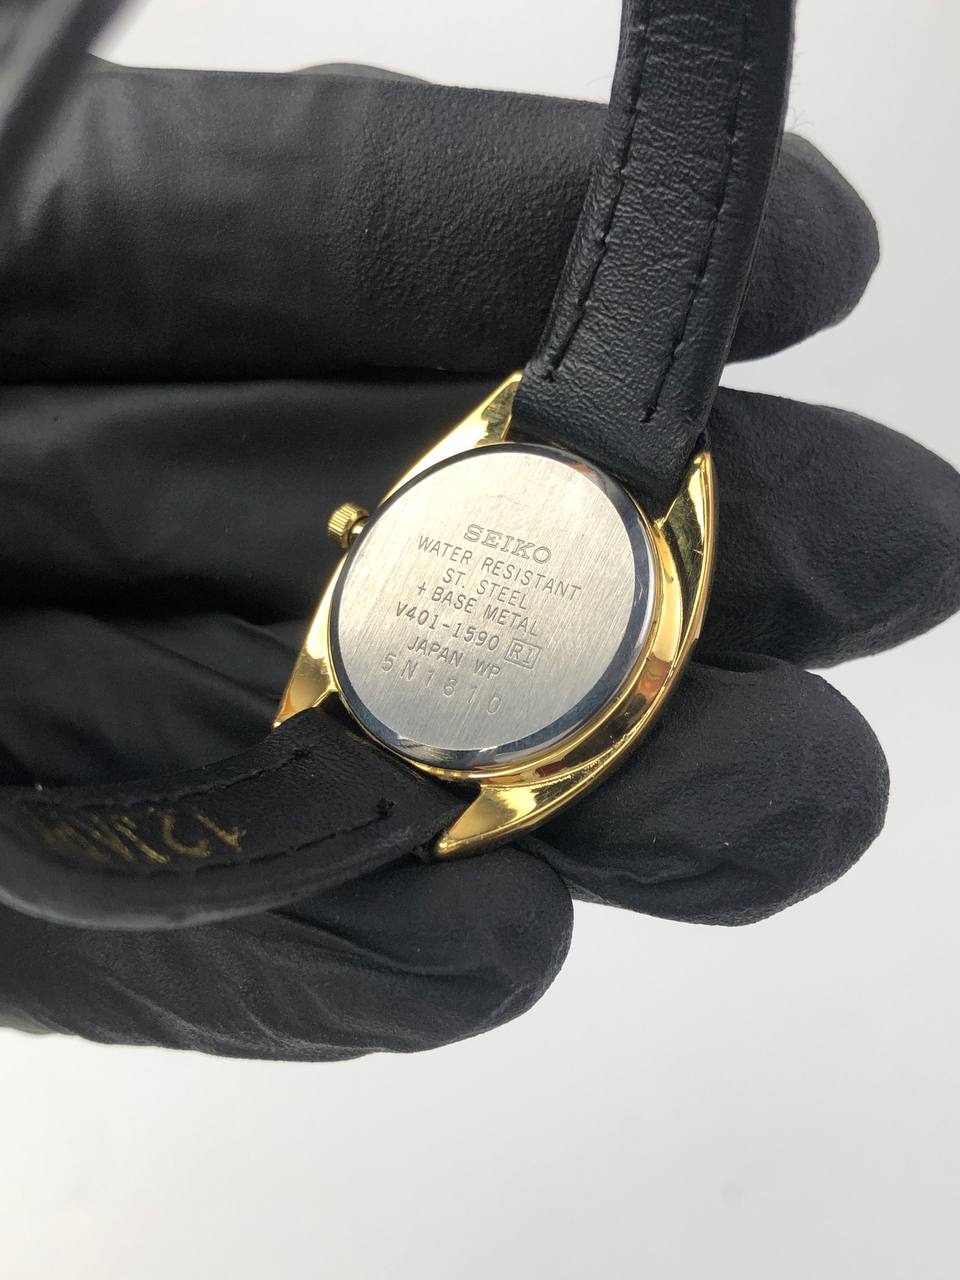 SEIKO
WATER RESISTANT
ST. STEEL
+ BASE METAL
V401-1590 R1
JAPAN WP
5N1810